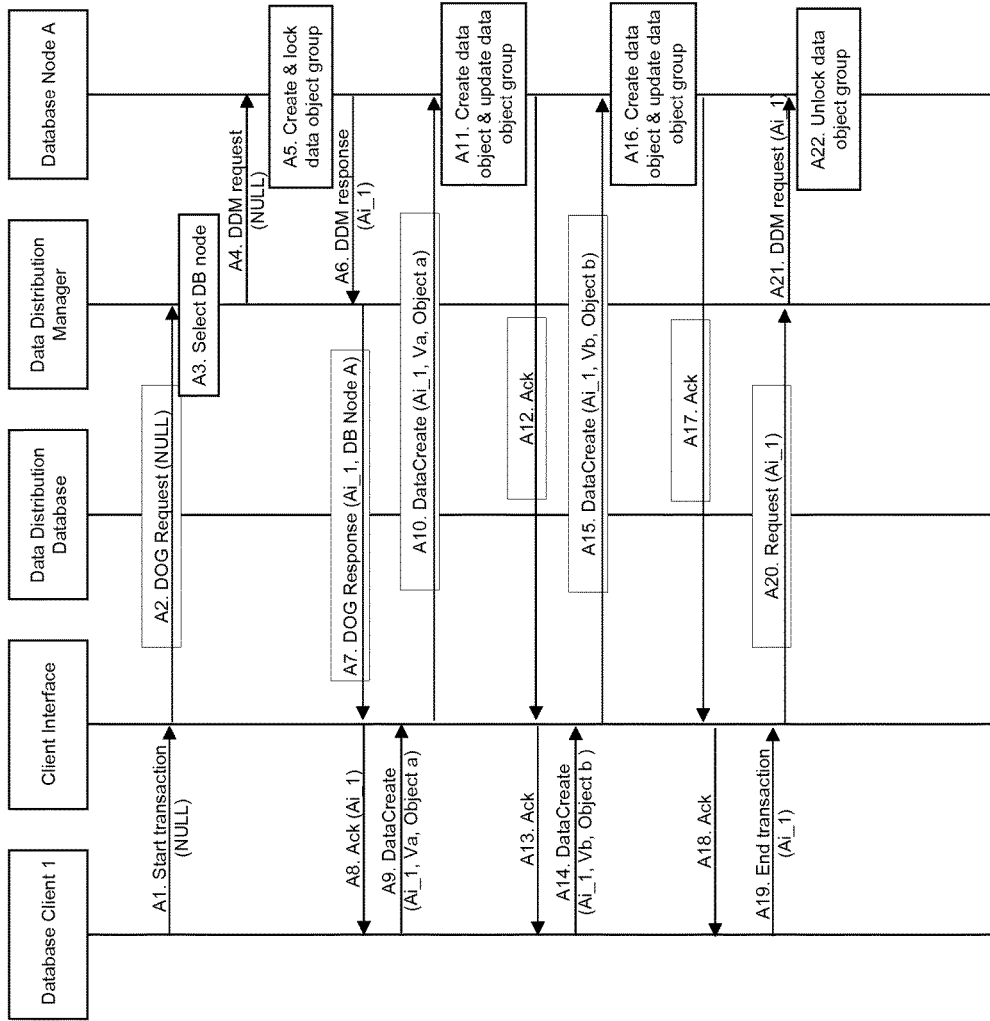 Database Client 1
Client Interface
Data Distribution
Database
Data Distribution
Manager
Database Node A
A1. Start transaction
(NULL)
A2. DOG Request (NULL)
A3. Select DB node
A4. DDM request
(NULL)
A5. Create & lock
data object group
A6. DDM response
(Ai_1)
A7. DOG Response (Ai_1, DB Node A)
A8. Ack (Ai_1)
A9. DataCreate
(Ai_1, Va, Object a)
A10. DataCreate (Ai_1, Va, Object a)
A11. Create data
object & update data
object group
A12. Ack
A13. Ack
A14. DataCreate
(Ai_1, Vb, Object b )
A15. DataCreate (Ai_1, Vb, Object b)
A16. Create data
object & update data
object group
A17. Ack
A18. Ack
A19. End transaction
(Ai_1)
A20. Request (Ai_1)
A21. DDM request (Ai_1)
A22. Unlock data
object group